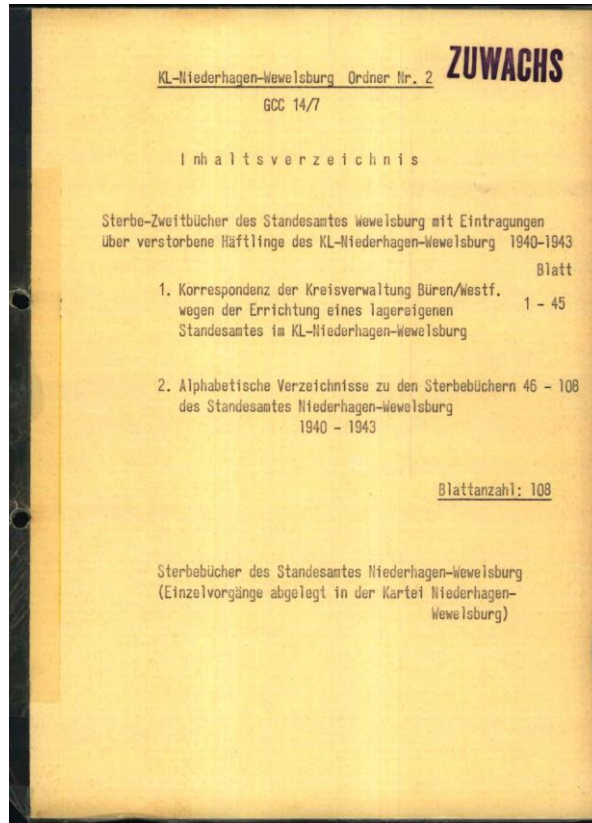 ZUWACHS
KL-Niederhagen-Wewelsburg Ordner Nr. 2
GCC 14/7
Inhaltsverzeichnis
Sterbe-Zweitbücher des Standesamtes Wewelsburg mit Eintragungen
über verstorbene Häftlinge des KL-Niederhagen-Wewelsburg 1940-1943
Blatt
1. Korrespondenz der Kreisverwaltung Büren/Westf.
wegen der Errichtung eines lagereigenen 1 - 45
Standesamtes im KL-Niederhagen-Wewelsburg
2. Alphabetische Verzeichnisse zu den Sterbebüchern 46 - 108
des Standesamtes Niederhagen-Wewelsburg
1940 - 1943
Blattanzahl: 108
Sterbebücher des Standesamtes Niederhagen-Wewelsburg
(Einzelvorgänge abgelegt in der Kartei Niederhagen-
Wewelsburg)